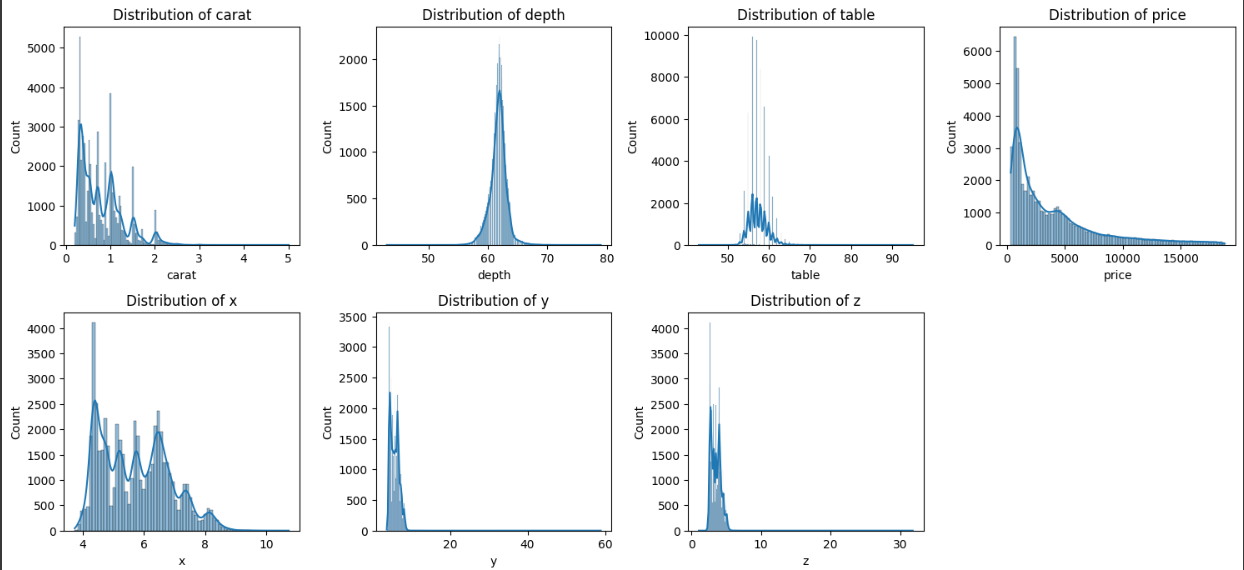 Distribution of carat
5000
4000
3000
2000
1000
0
Count
0 1 2 3 4 5
carat
Distribution of depth
2000
1500
1000
500
0
Count
50 60 70 80
depth
Distribution of table
10000
8000
6000
4000
2000
0
Count
50 60 70 80 90
table
Distribution of price
6000
5000
4000
3000
2000
1000
0
Count
0 5000 10000 15000
price
Distribution of x
4000
3500
3000
2500
2000
1500
1000
500
0
Count
4 6 8 10
x
Distribution of y
3500
3000
2500
2000
1500
1000
500
0
Count
20 40 60
y
Distribution of z
4000
3500
3000
2500
2000
1500
1000
500
0
Count
0 10 20 30
z